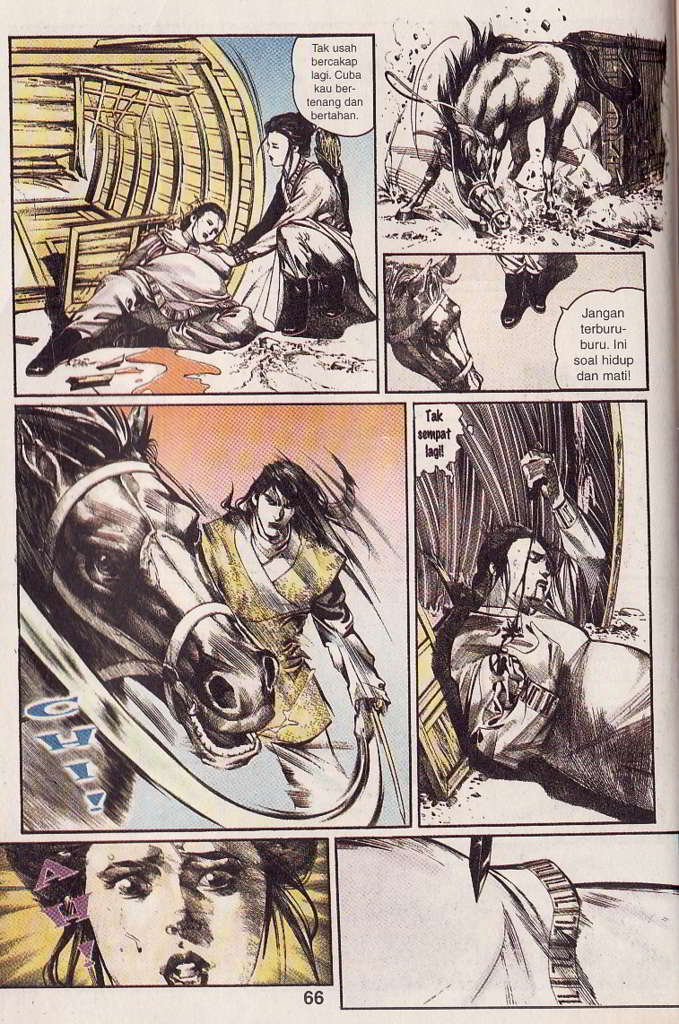 Tak usah
bercakap
lagi. Cuba
kau ber-
tenang dan
bertahan.
Jangan
terburu-
buru. Ini
soal hidup
dan mati!
CHI!
Tak
sempat
lagi!
66